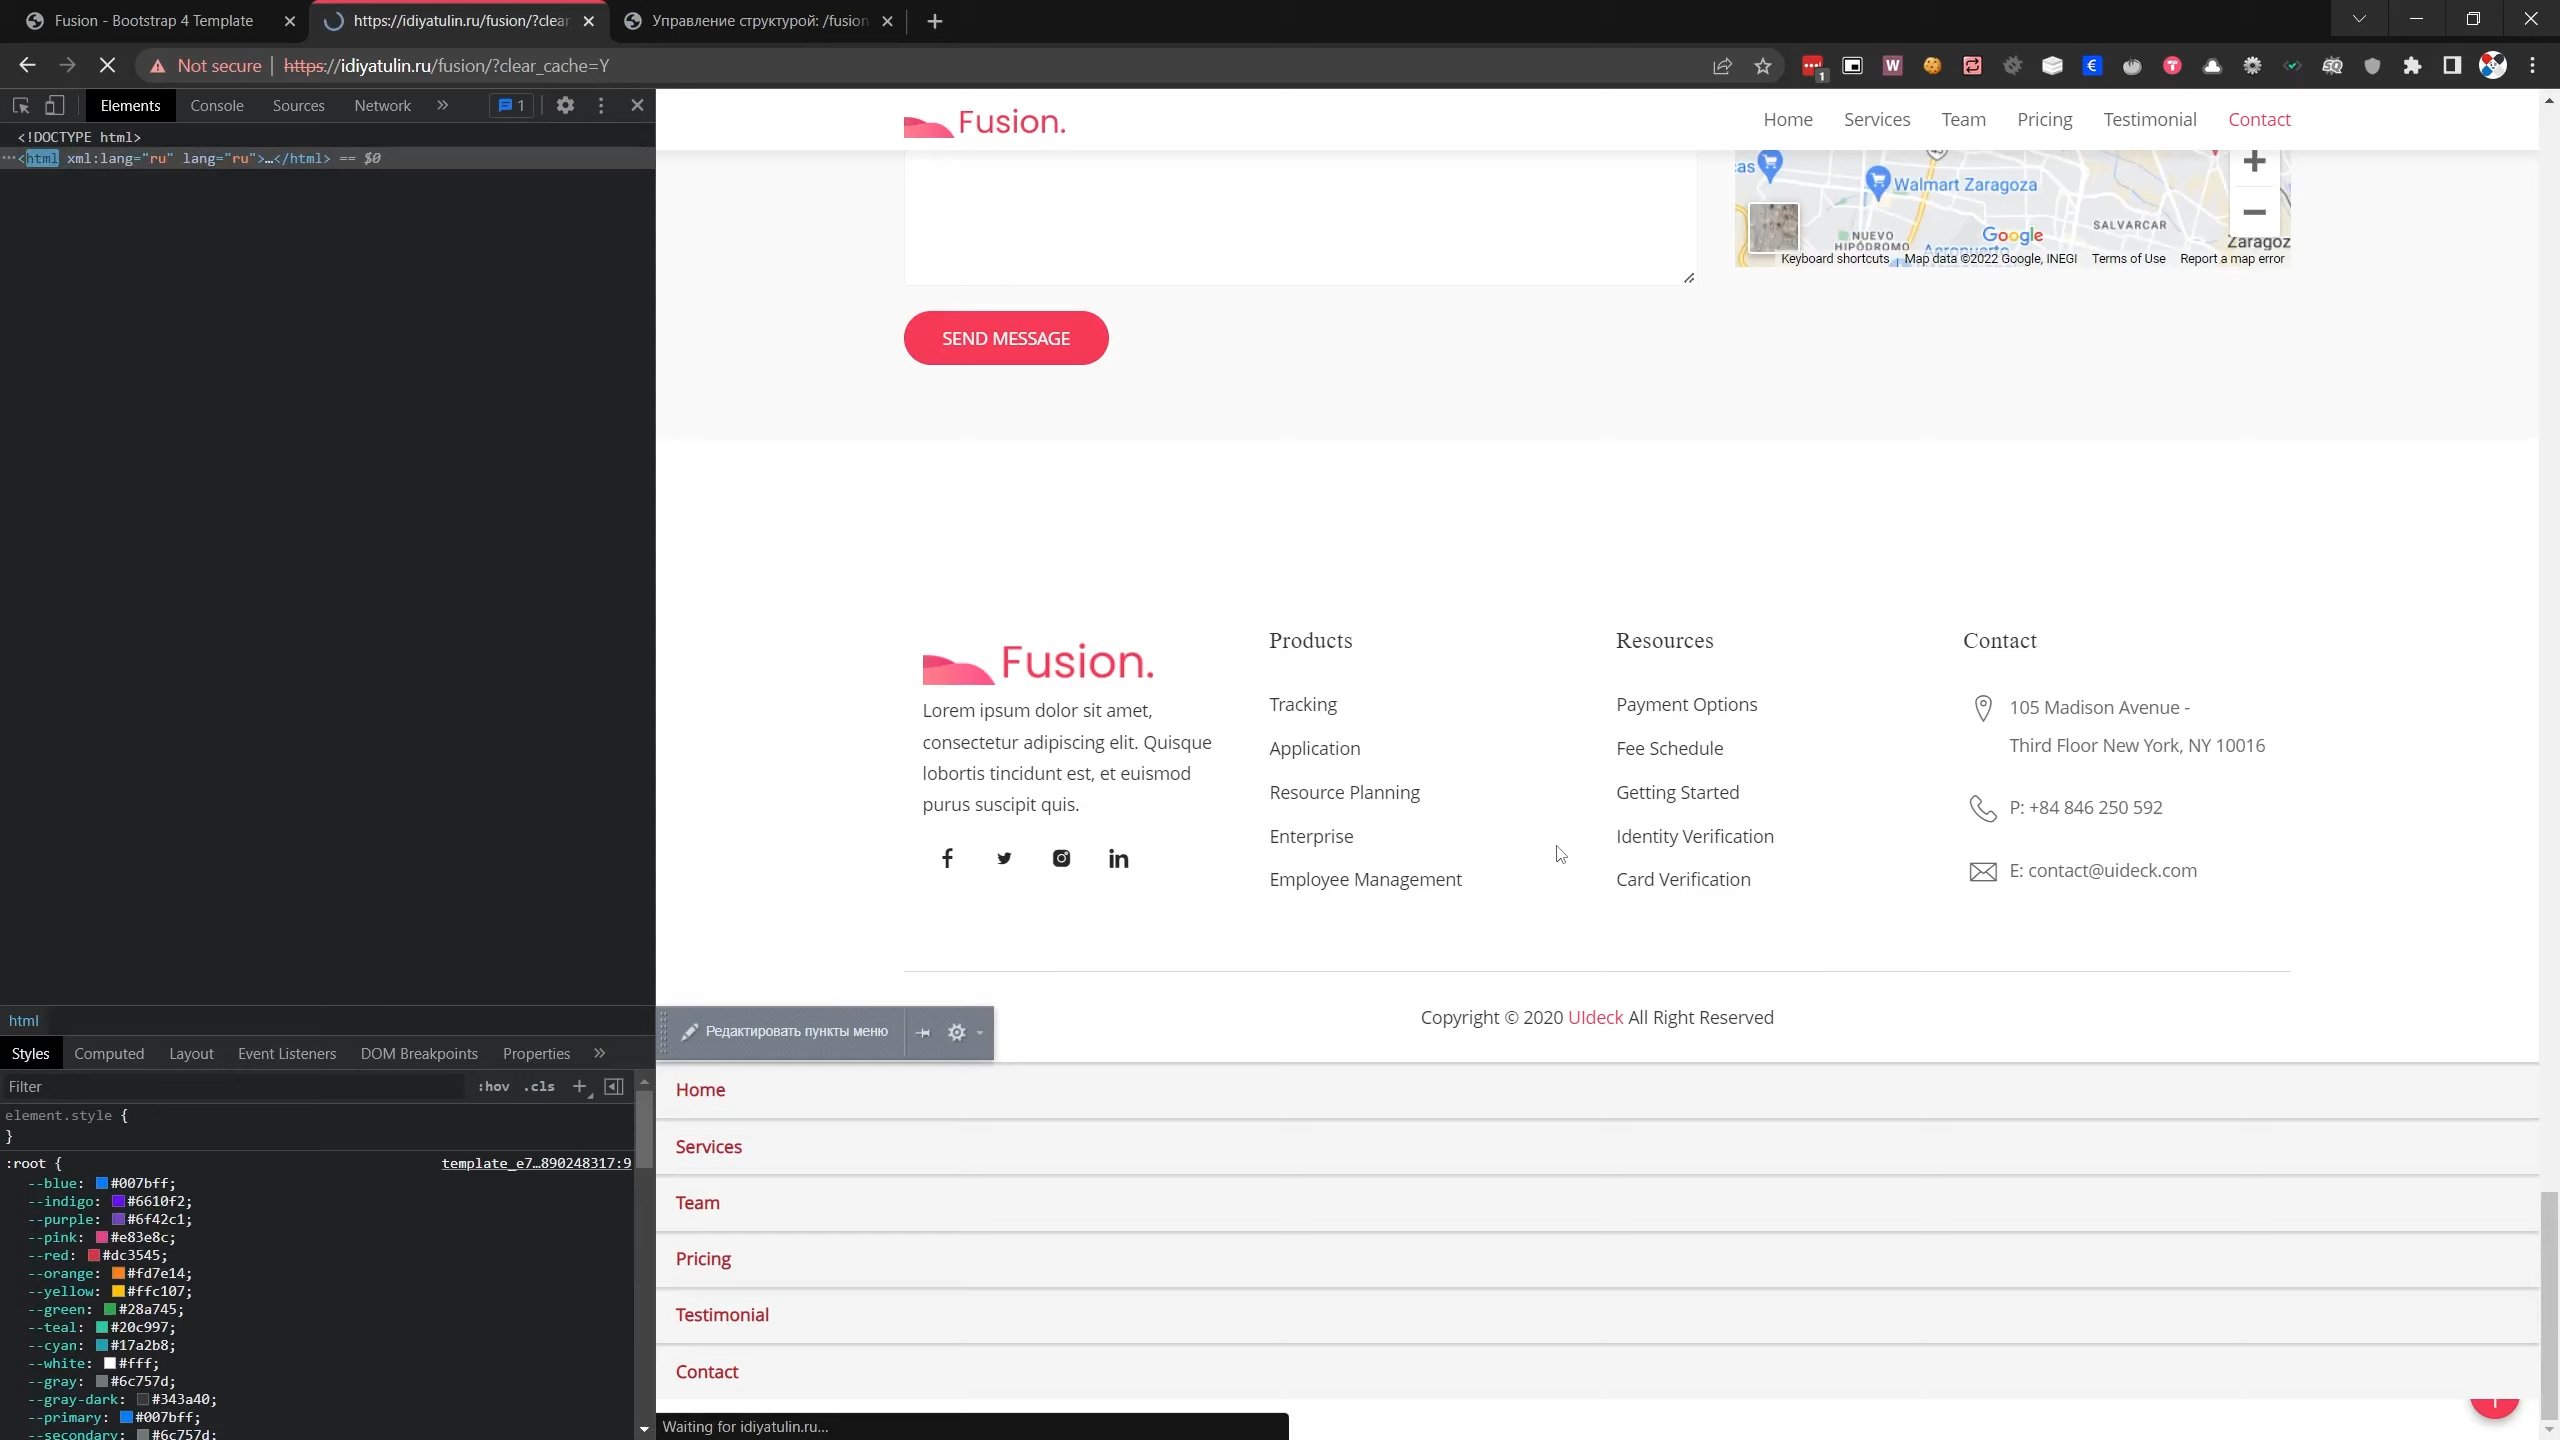 Fusion - Bootstrap 4 Template
https://idiyatulin.ru/fusion/?clear
Управление структурой: /fusion
Not secure
https://idiyatulin.ru/fusion/?clear_cache=Y
1
Elements
Console
Sources
Network
1
<!DOCTYPE html>
<html xml:lang="ru" lang="ru">…</html> == $0
Fusion.
Home
Services
Team
Pricing
Testimonial
Contact
Walmart Zaragoza
NUEVO
HIPÓDROMO
SALVARCAR
Google
Zaragoz
Keyboard shortcuts
Map data ©2022 Google, INEGI
Terms of Use
Report a map error
SEND MESSAGE
Fusion.
Lorem ipsum dolor sit amet,
consectetur adipiscing elit. Quisque
lobortis tincidunt est, et euismod
purus suscipit quis.
Products
Tracking
Application
Resource Planning
Enterprise
Employee Management
Resources
Payment Options
Fee Schedule
Getting Started
Identity Verification
Card Verification
Contact
105 Madison Avenue -
Third Floor New York, NY 10016
P: +84 846 250 592
E: contact@uideck.com
Copyright © 2020 UIdeck All Right Reserved
Редактировать пункты меню
Home
Services
Team
Pricing
Testimonial
Contact
Waiting for idiyatulin.ru...
html
Styles
Computed
Layout
Event Listeners
DOM Breakpoints
Properties
Filter
:hov
.cls
element.style {
}
:root {
template_e7…890248317:9
--blue: #007bff;
--indigo: #6610f2;
--purple: #6f42c1;
--pink: #e83e8c;
--red: #dc3545;
--orange: #fd7e14;
--yellow: #ffc107;
--green: #28a745;
--teal: #20c997;
--cyan: #17a2b8;
--white: #fff;
--gray: #6c757d;
--gray-dark: #343a40;
--primary: #007bff;
--secondary: #6c757d;